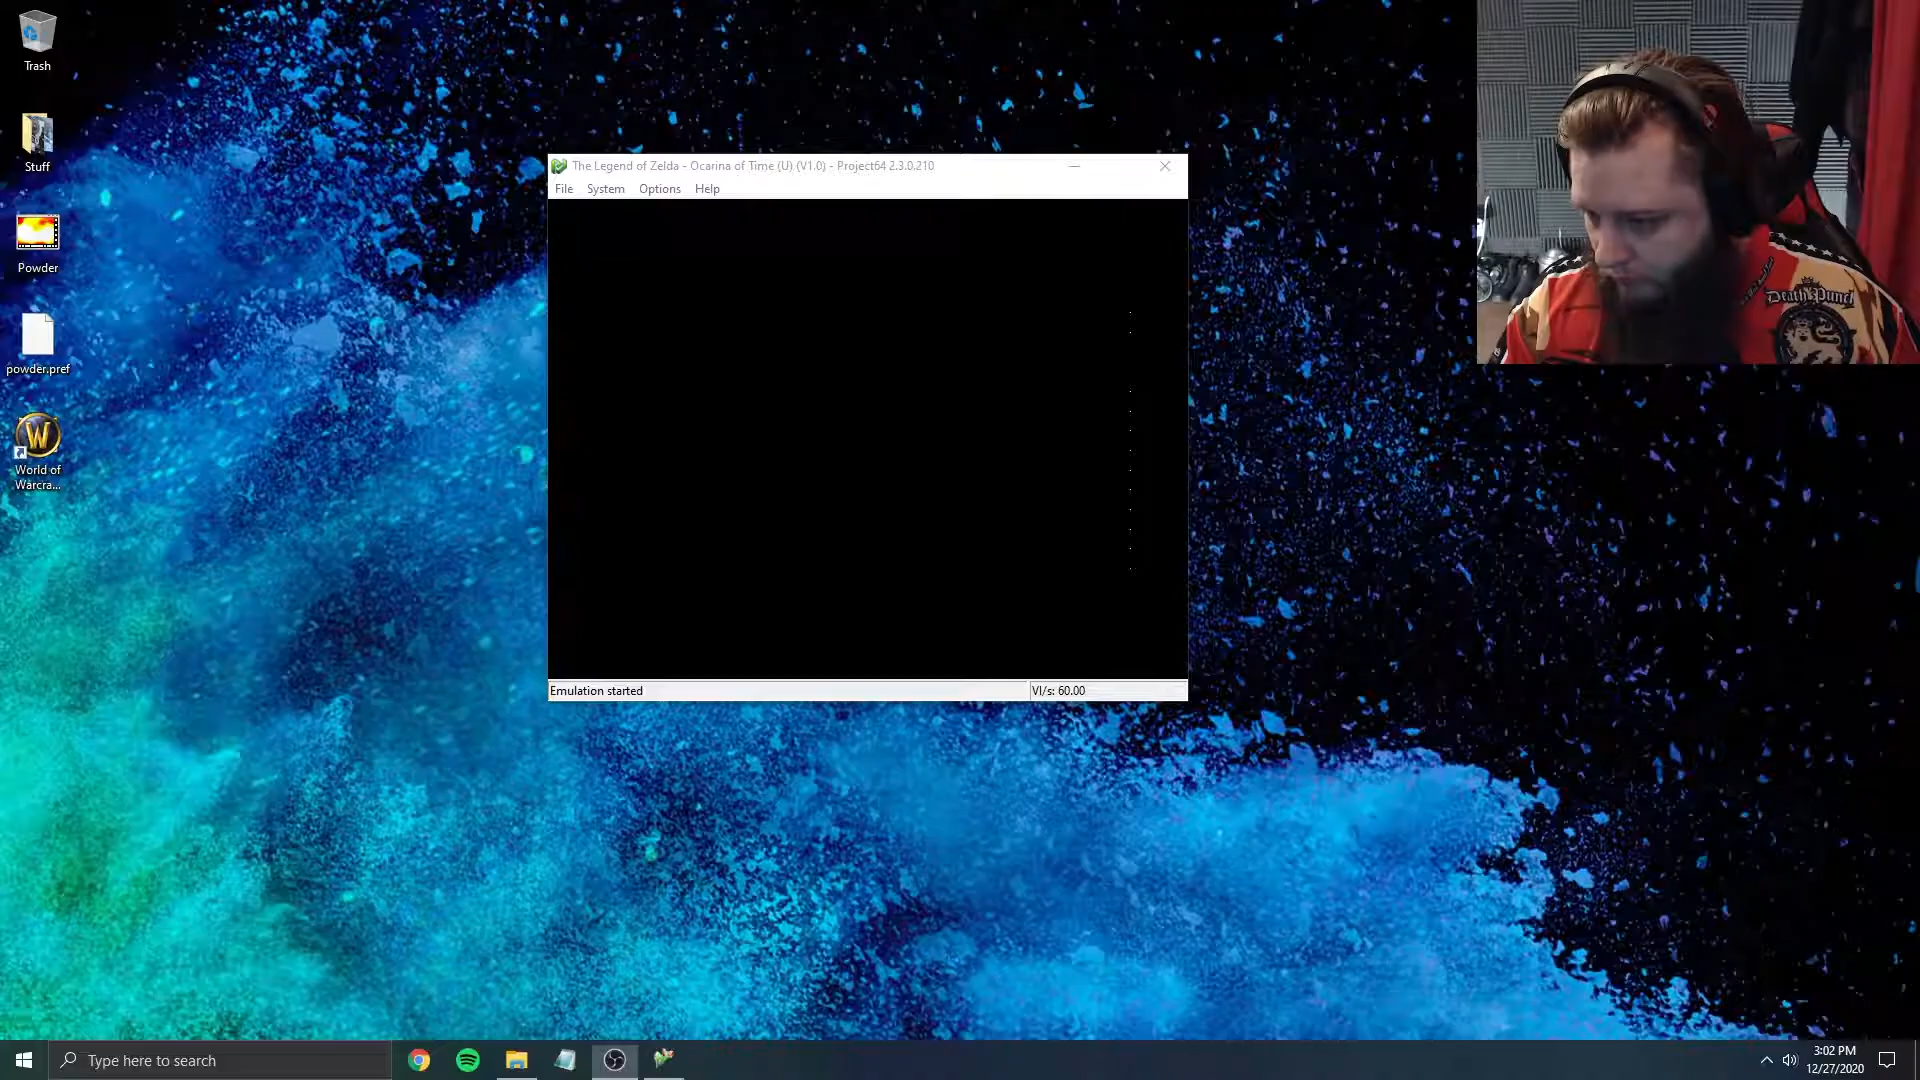 Trash
Stuff
Powder
powder.pref
World of
Warcra...
The Legend of Zelda - Ocarina of Time (U) (V1.0) - Project64 2.3.0.210
File System Options Help
Emulation started
VI/s: 60.00
Death Punch
W
Type here to search
3:02 PM
12/27/2020